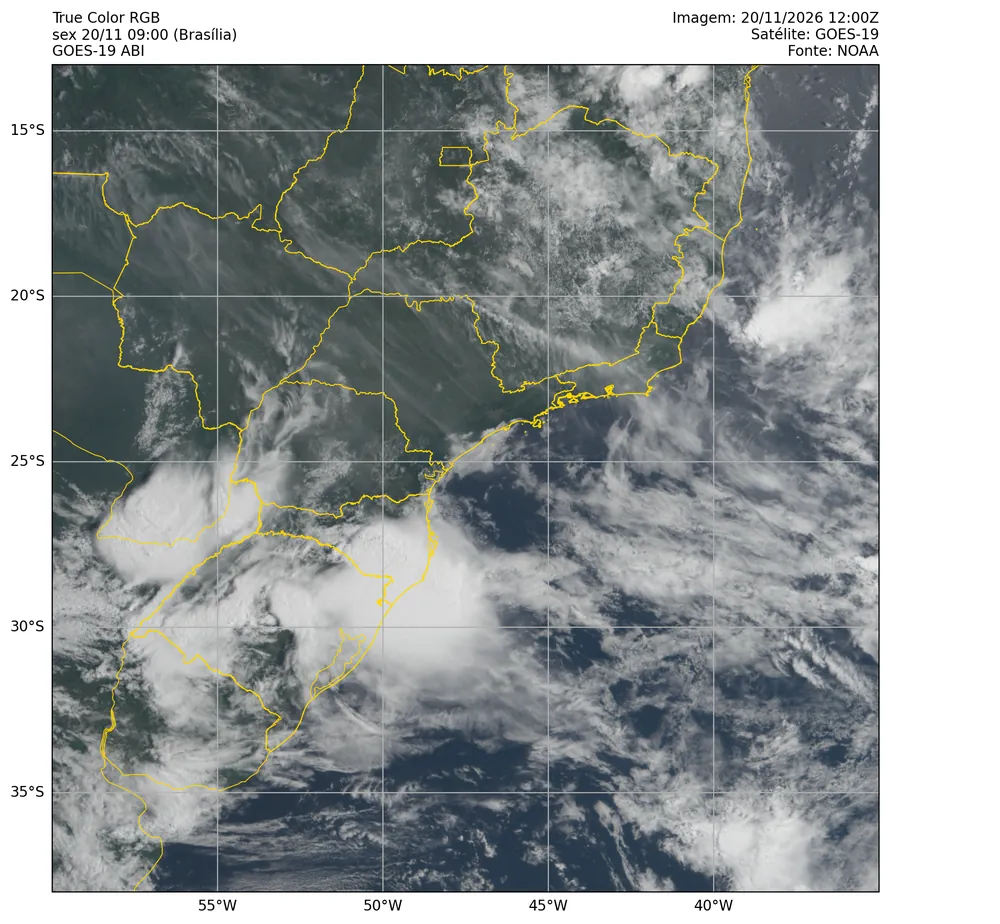 True Color RGB
sex 20/11 09:00 (Brasília)
GOES-19 ABI
Imagem: 20/11/2026 12:00Z
Satélite: GOES-19
Fonte: NOAA
15°S
20°S
25°S
30°S
35°S
55°W
50°W
45°W
40°W